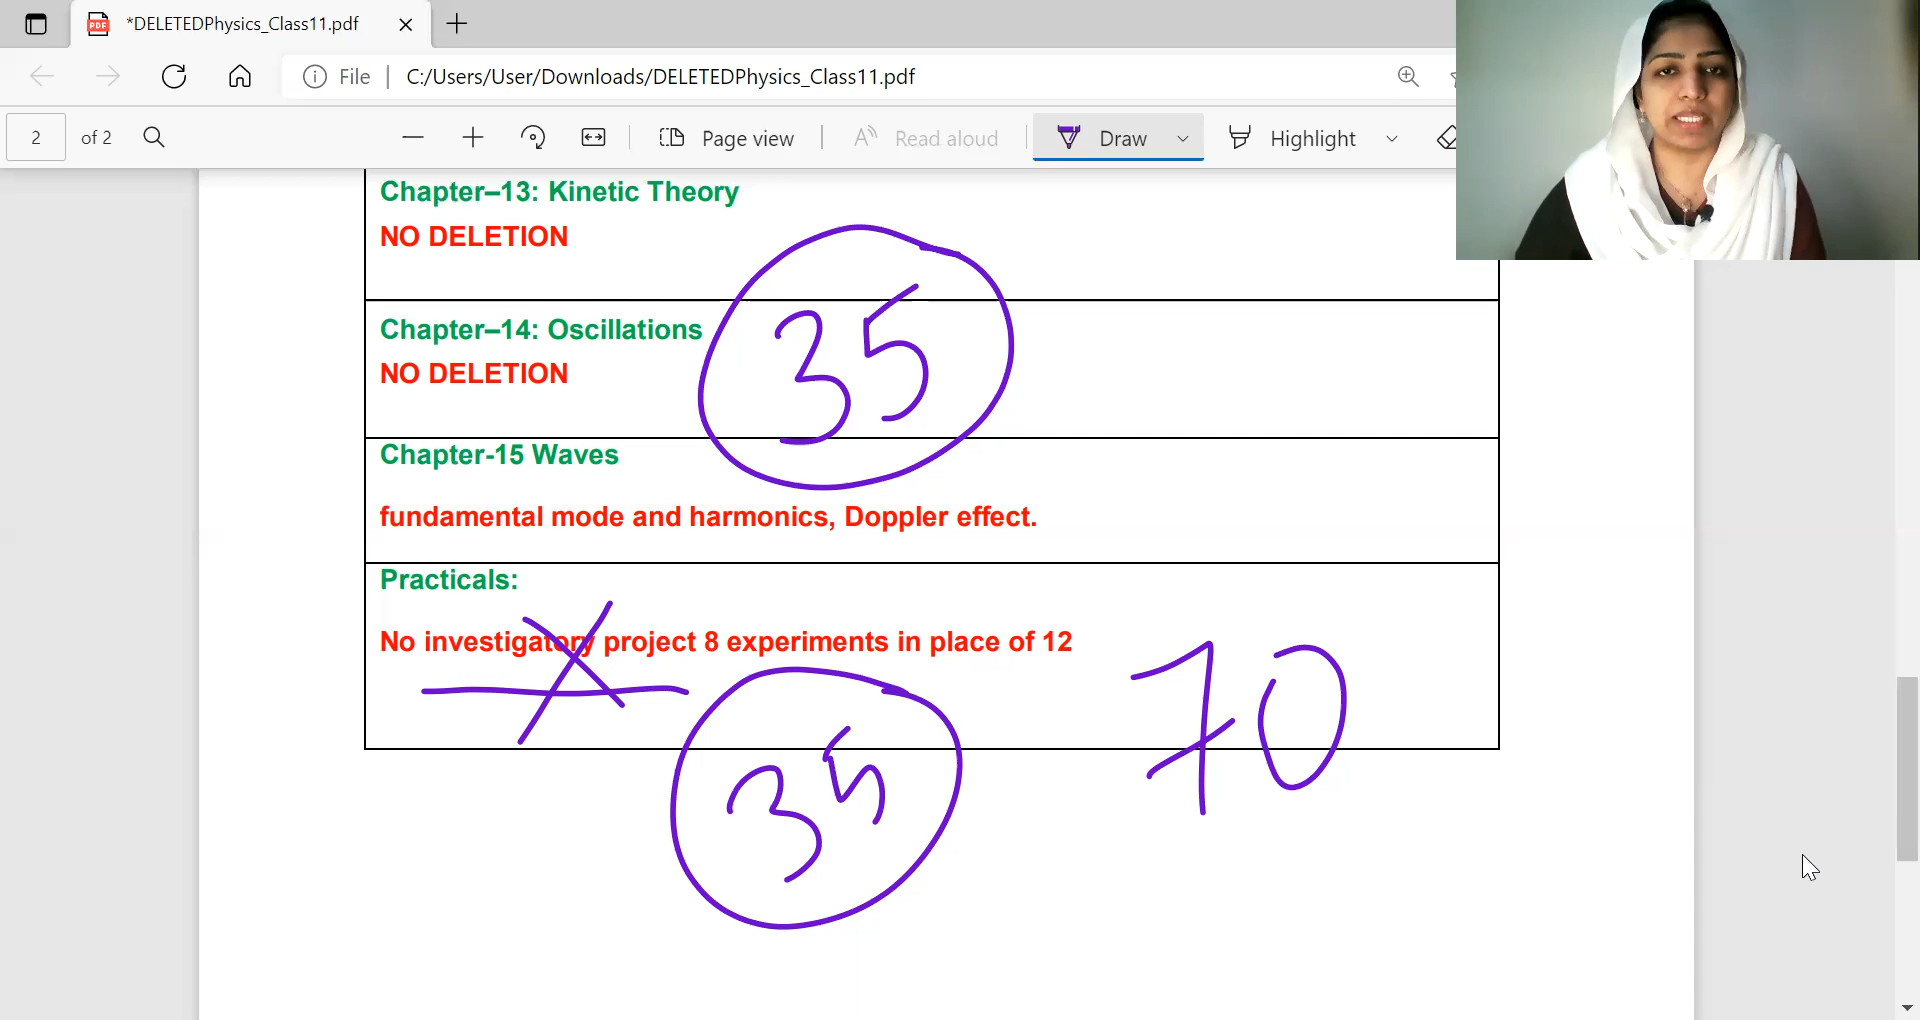 *DELETEDPhysics_Class11.pdf
File | C:/Users/User/Downloads/DELETEDPhysics_Class11.pdf
2 of 2 Page view Read aloud Draw Highlight
Chapter–13: Kinetic Theory
NO DELETION
35
Chapter–14: Oscillations
NO DELETION
Chapter-15 Waves
fundamental mode and harmonics, Doppler effect.
Practicals:
No investigatory project 8 experiments in place of 12
70
35